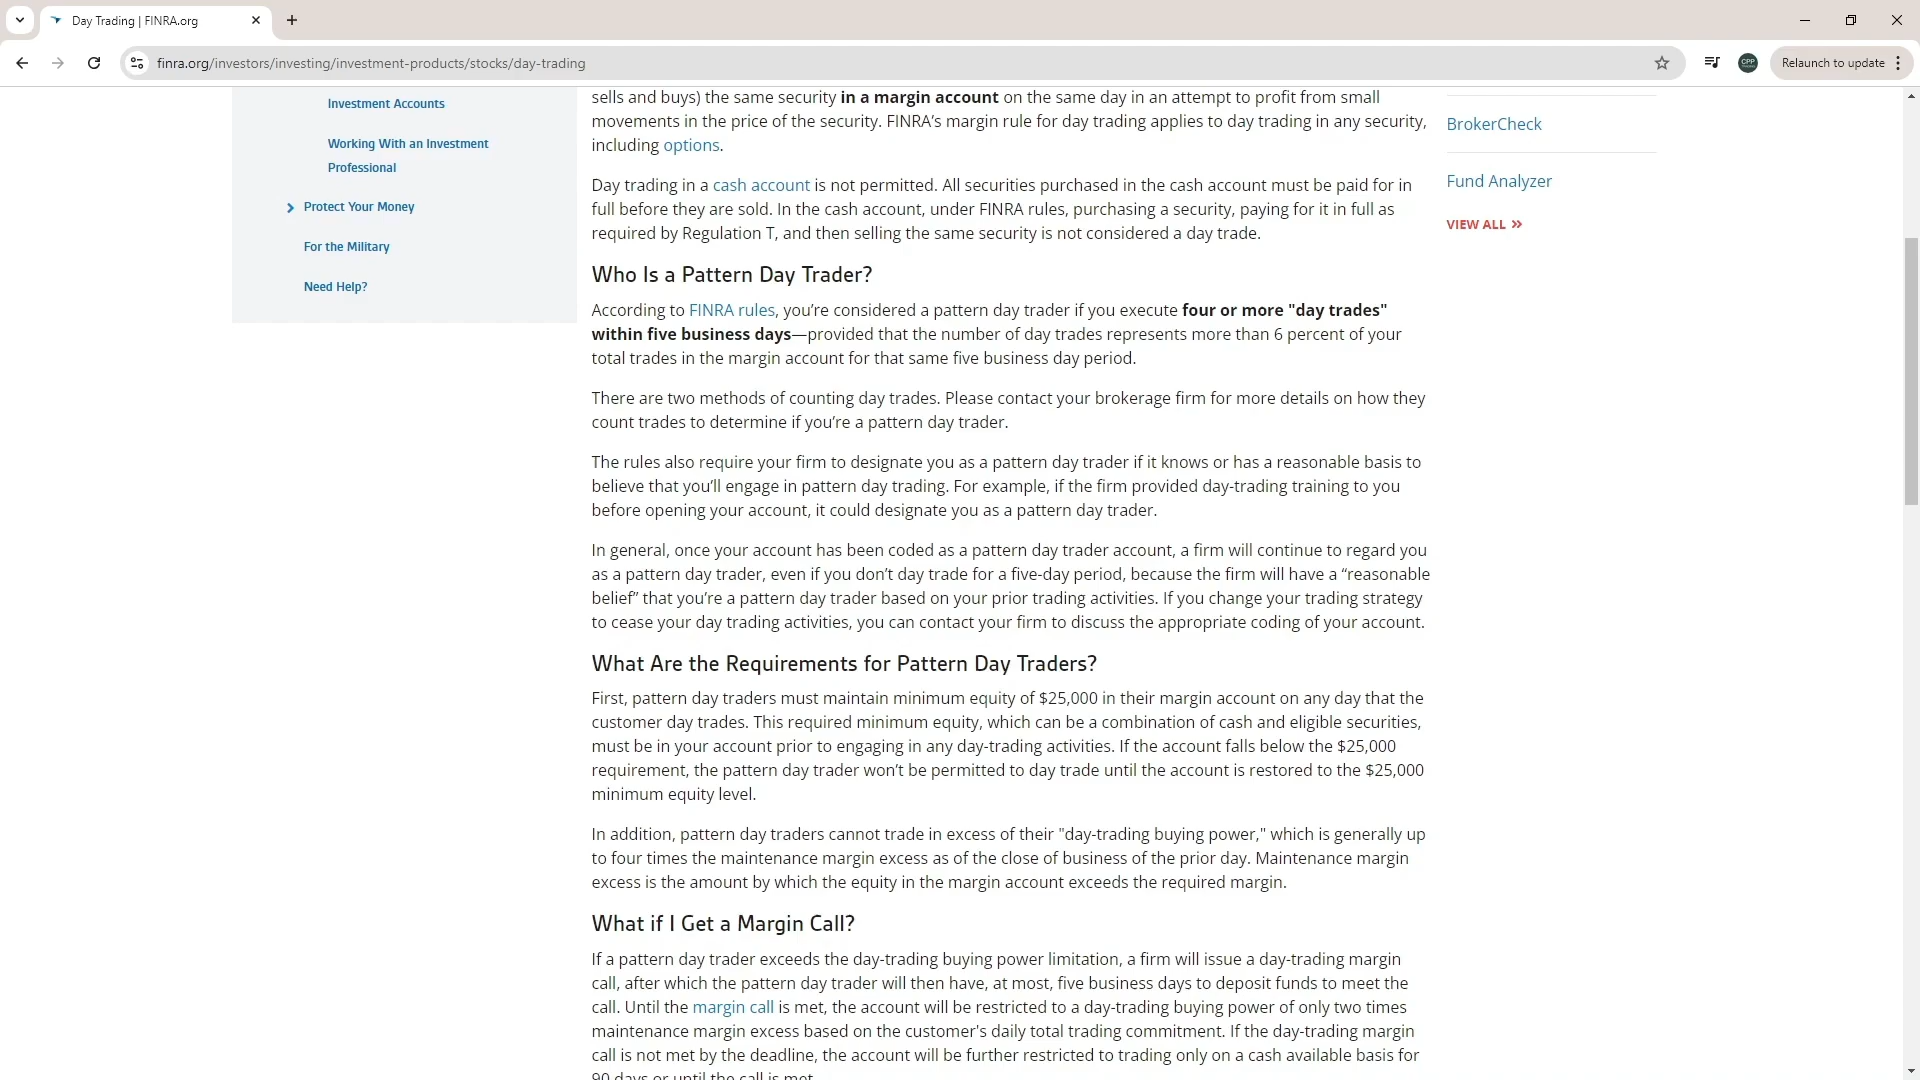 Day Trading | FINRA.org
finra.org/investors/investing/investment-products/stocks/day-trading
CPP
Relaunch to update
Investment Accounts
Working With an Investment
Professional
Protect Your Money
For the Military
Need Help?
sells and buys) the same security in a margin account on the same day in an attempt to profit from small
movements in the price of the security. FINRA’s margin rule for day trading applies to day trading in any security,
including options.
Day trading in a cash account is not permitted. All securities purchased in the cash account must be paid for in
full before they are sold. In the cash account, under FINRA rules, purchasing a security, paying for it in full as
required by Regulation T, and then selling the same security is not considered a day trade.
Who Is a Pattern Day Trader?
According to FINRA rules, you’re considered a pattern day trader if you execute four or more "day trades"
within five business days—provided that the number of day trades represents more than 6 percent of your
total trades in the margin account for that same five business day period.
There are two methods of counting day trades. Please contact your brokerage firm for more details on how they
count trades to determine if you’re a pattern day trader.
The rules also require your firm to designate you as a pattern day trader if it knows or has a reasonable basis to
believe that you’ll engage in pattern day trading. For example, if the firm provided day-trading training to you
before opening your account, it could designate you as a pattern day trader.
In general, once your account has been coded as a pattern day trader account, a firm will continue to regard you
as a pattern day trader, even if you don’t day trade for a five-day period, because the firm will have a “reasonable
belief” that you’re a pattern day trader based on your prior trading activities. If you change your trading strategy
to cease your day trading activities, you can contact your firm to discuss the appropriate coding of your account.
What Are the Requirements for Pattern Day Traders?
First, pattern day traders must maintain minimum equity of $25,000 in their margin account on any day that the
customer day trades. This required minimum equity, which can be a combination of cash and eligible securities,
must be in your account prior to engaging in any day-trading activities. If the account falls below the $25,000
requirement, the pattern day trader won’t be permitted to day trade until the account is restored to the $25,000
minimum equity level.
In addition, pattern day traders cannot trade in excess of their "day-trading buying power," which is generally up
to four times the maintenance margin excess as of the close of business of the prior day. Maintenance margin
excess is the amount by which the equity in the margin account exceeds the required margin.
What if I Get a Margin Call?
If a pattern day trader exceeds the day-trading buying power limitation, a firm will issue a day-trading margin
call, after which the pattern day trader will then have, at most, five business days to deposit funds to meet the
call. Until the margin call is met, the account will be restricted to a day-trading buying power of only two times
maintenance margin excess based on the customer's daily total trading commitment. If the day-trading margin
call is not met by the deadline, the account will be further restricted to trading only on a cash available basis for
90 days or until the call is met.
BrokerCheck
Fund Analyzer
VIEW ALL »